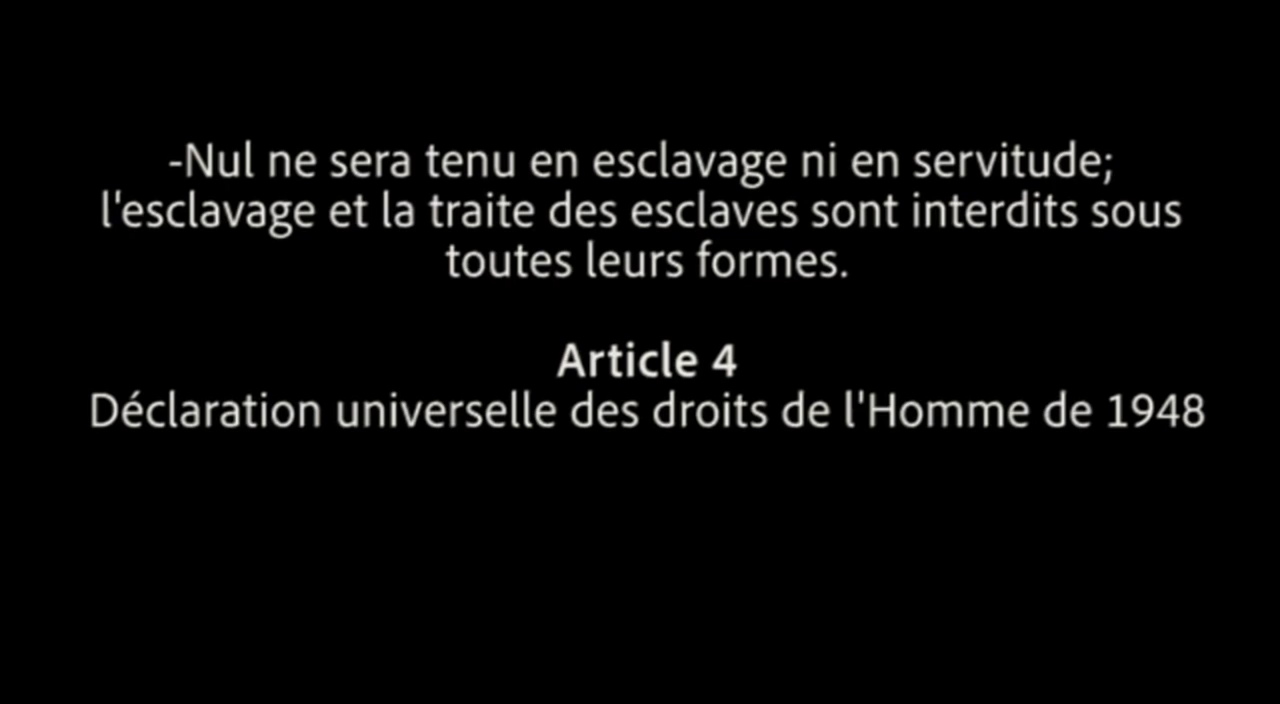 -Nul ne sera tenu en esclavage ni en servitude;
l'esclavage et la traite des esclaves sont interdits sous
toutes leurs formes.
Article 4
Déclaration universelle des droits de l'Homme de 1948